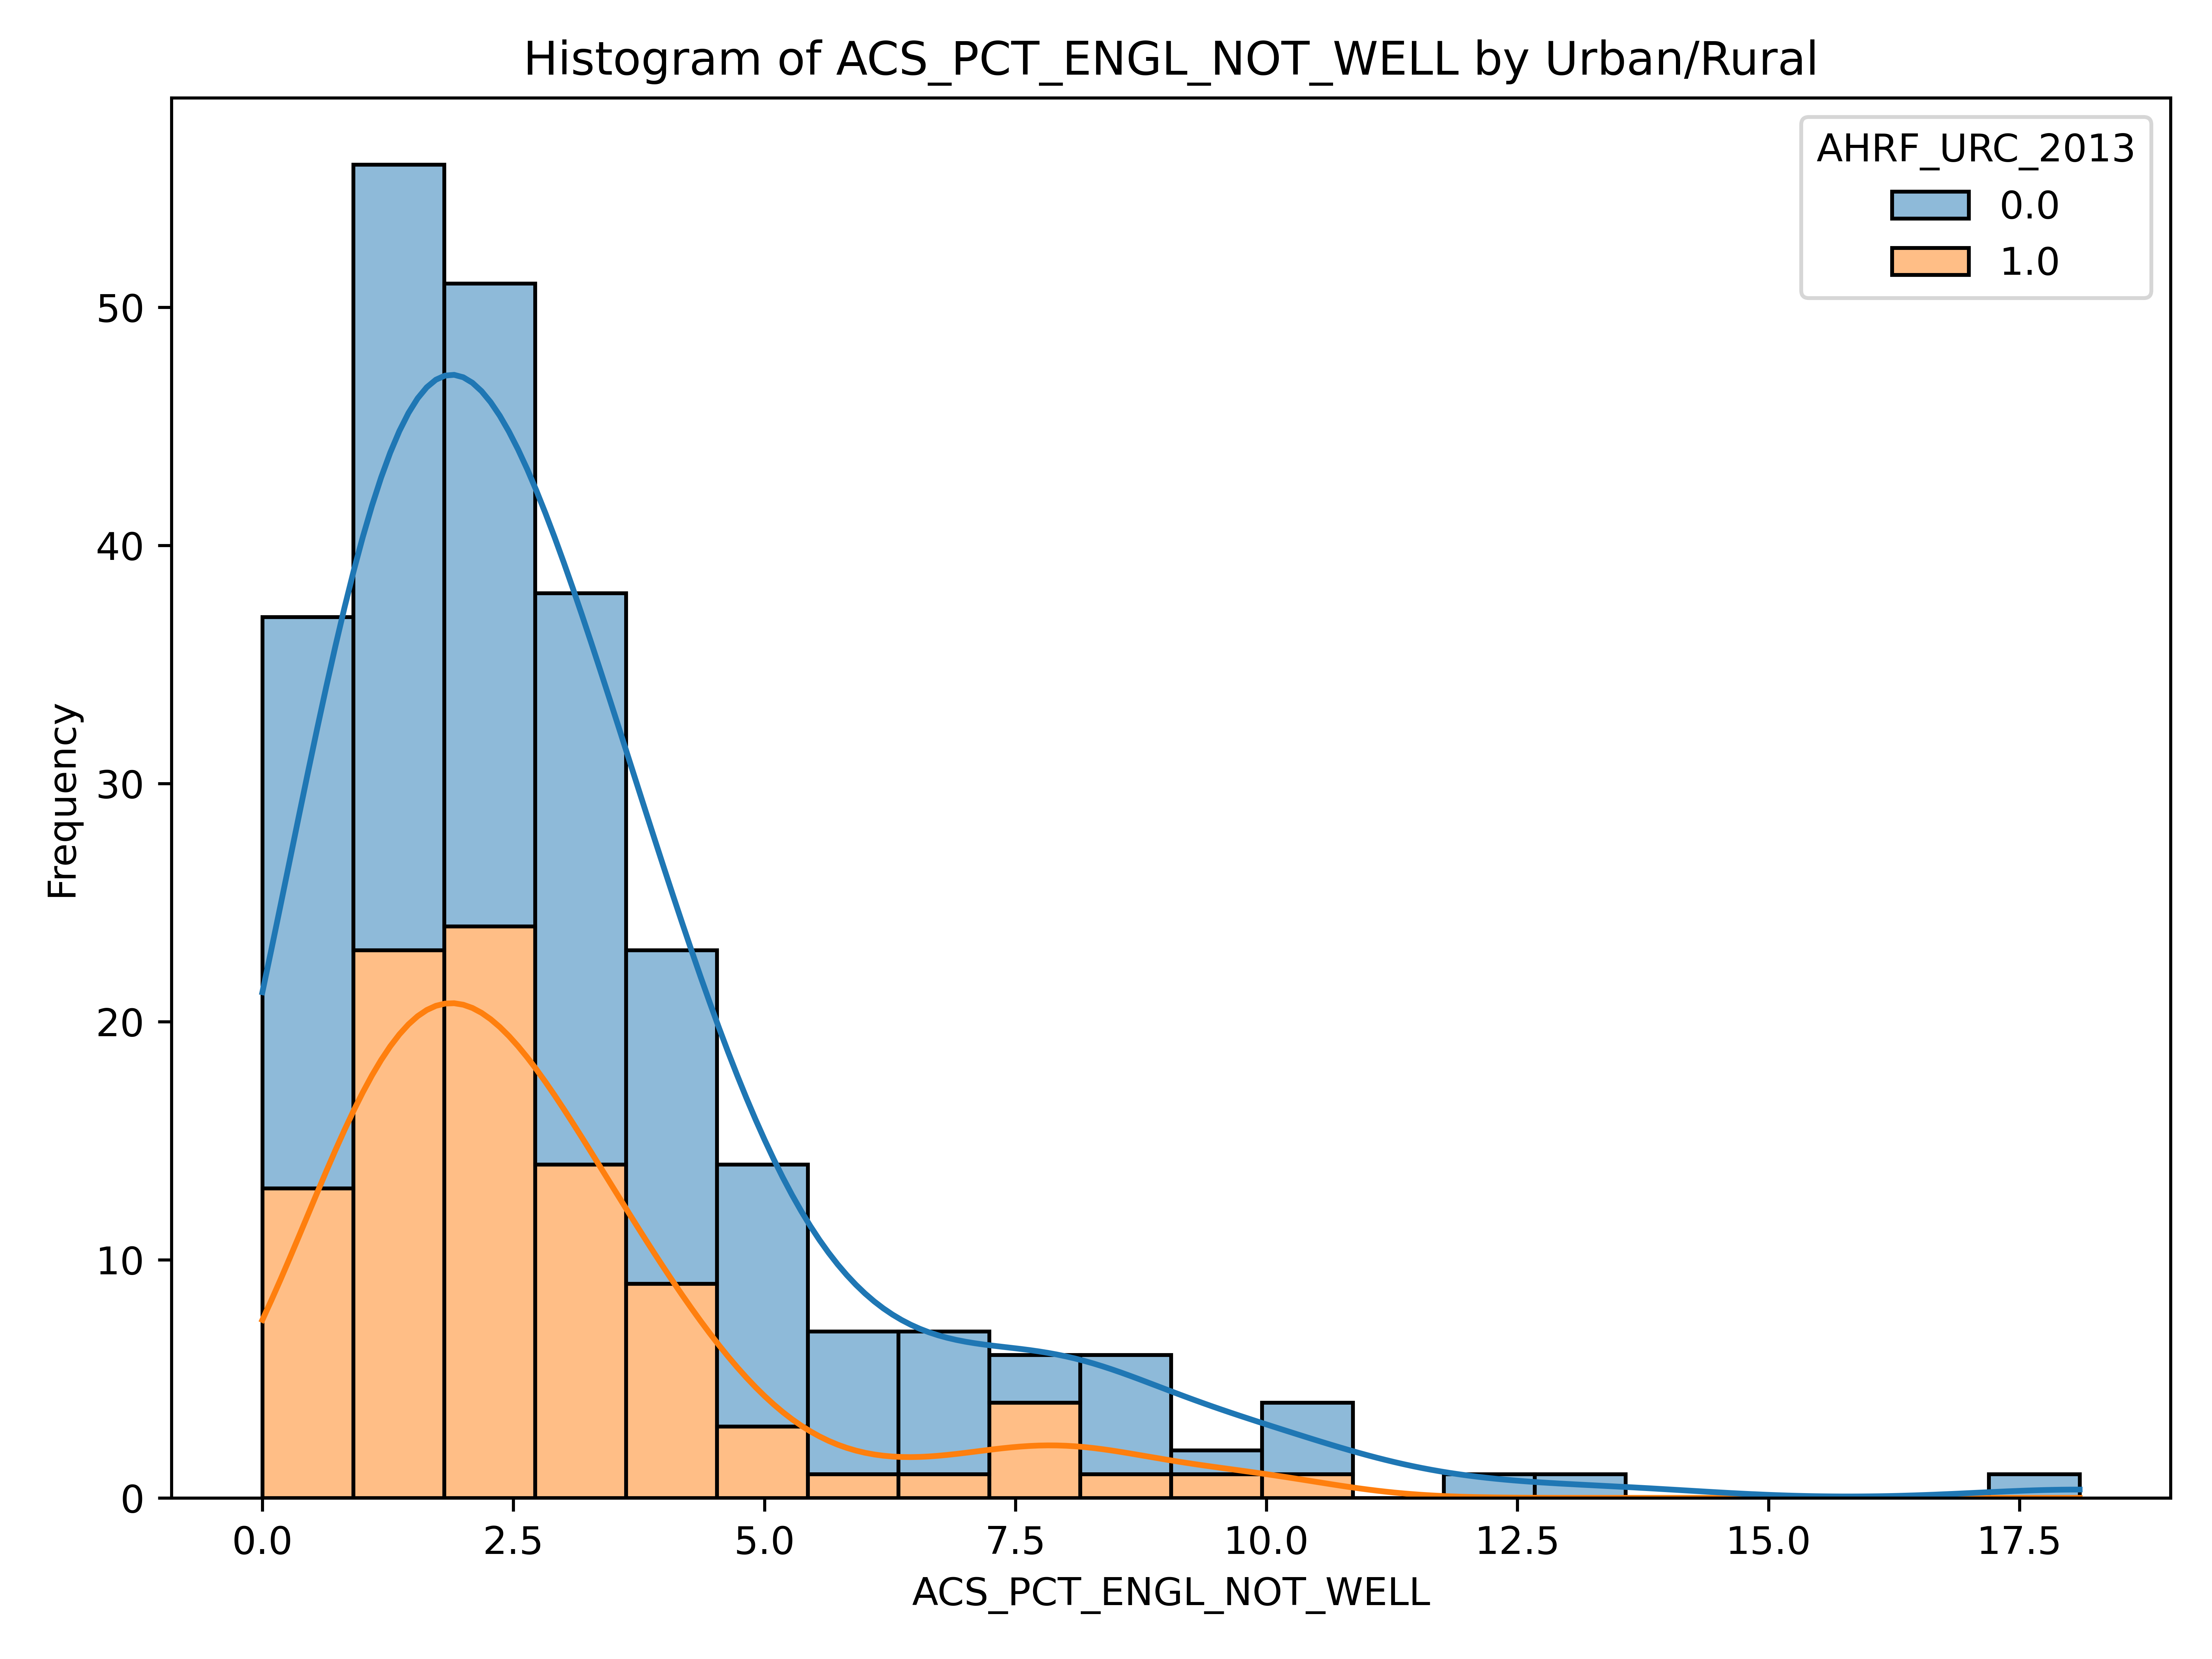 Histogram of ACS_PCT_ENGL_NOT_WELL by Urban/Rural
AHRF_URC_2013
0.0
1.0
50
40
30
20
10
0
Frequency
0.0 2.5 5.0 7.5 10.0 12.5 15.0 17.5
ACS_PCT_ENGL_NOT_WELL